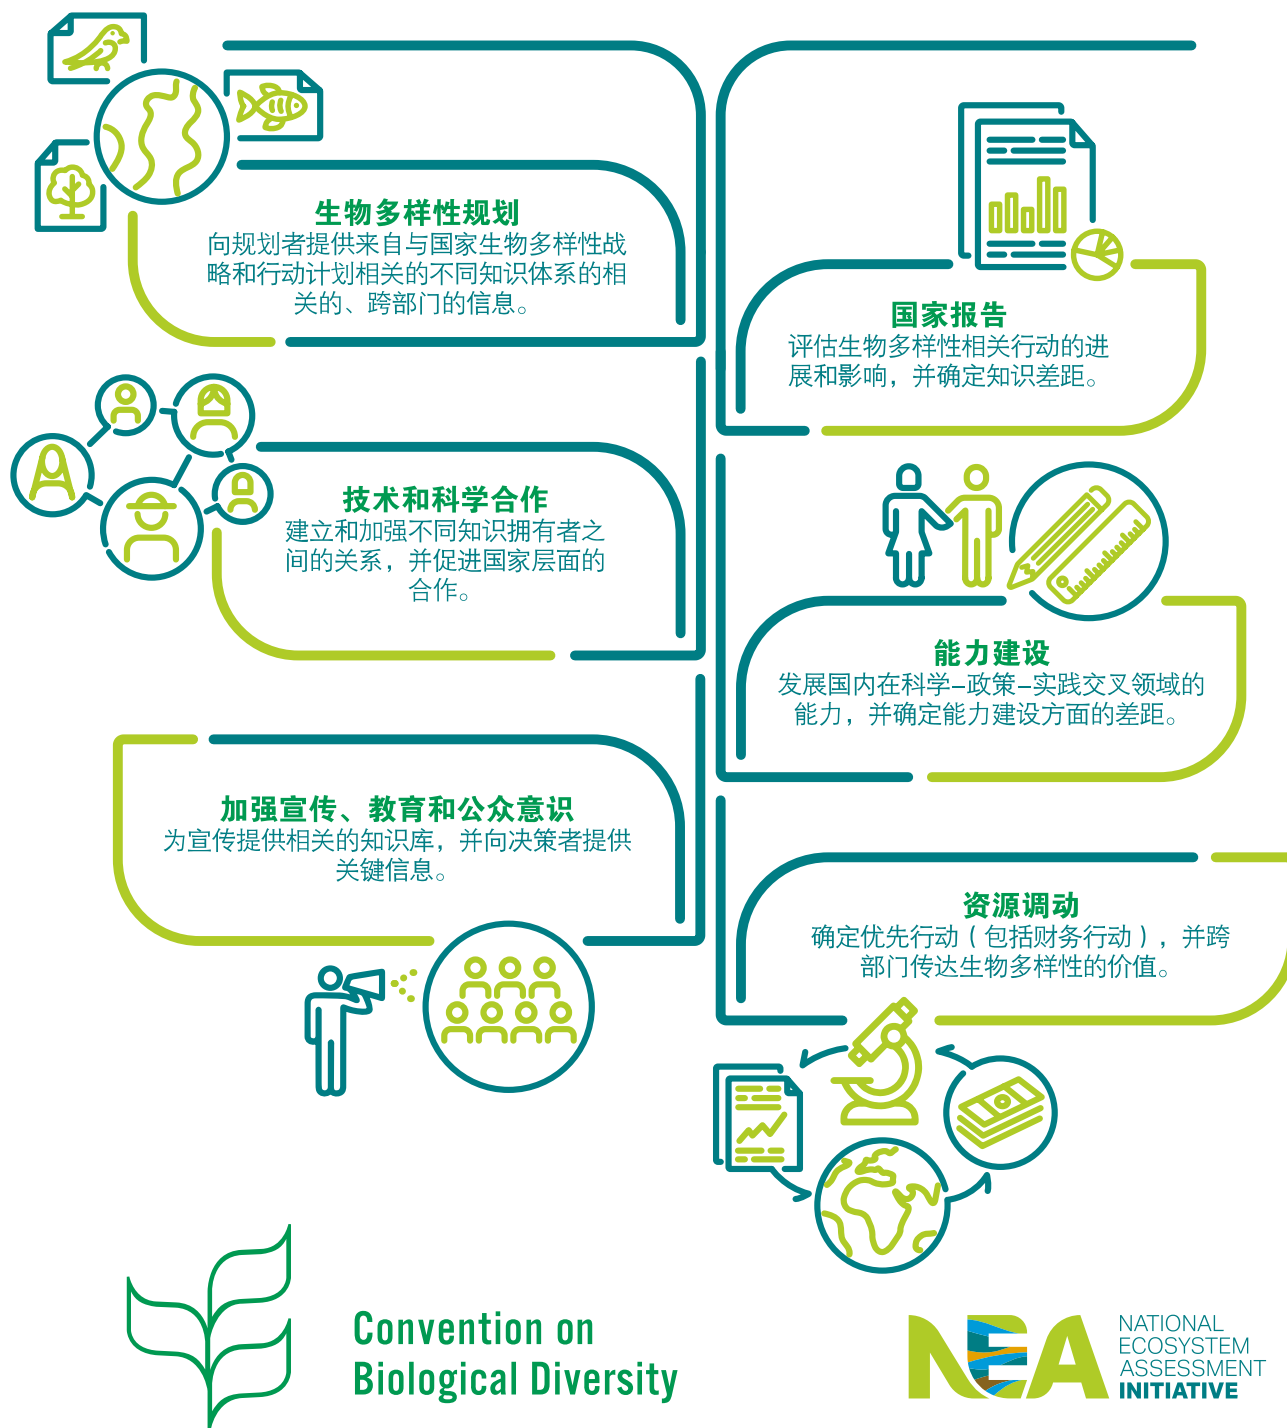 生物多样性规划
向规划者提供来自与国家生物多样性战
略和行动计划相关的不同知识体系的相
关的、跨部门的信息。
国家报告
评估生物多样性相关行动的进
展和影响，并确定知识差距。
技术和科学合作
建立和加强不同知识拥有者之
间的关系，并促进国家层面的
合作。
能力建设
发展国内在科学–政策–实践交叉领域的
能力，并确定能力建设方面的差距。
加强宣传、教育和公众意识
为宣传提供相关的知识库，并向决策者提供
关键信息。
资源调动
确定优先行动（包括财务行动），并跨
部门传达生物多样性的价值。
Convention on
Biological Diversity
NEA
NATIONAL
ECOSYSTEM
ASSESSMENT
INITIATIVE